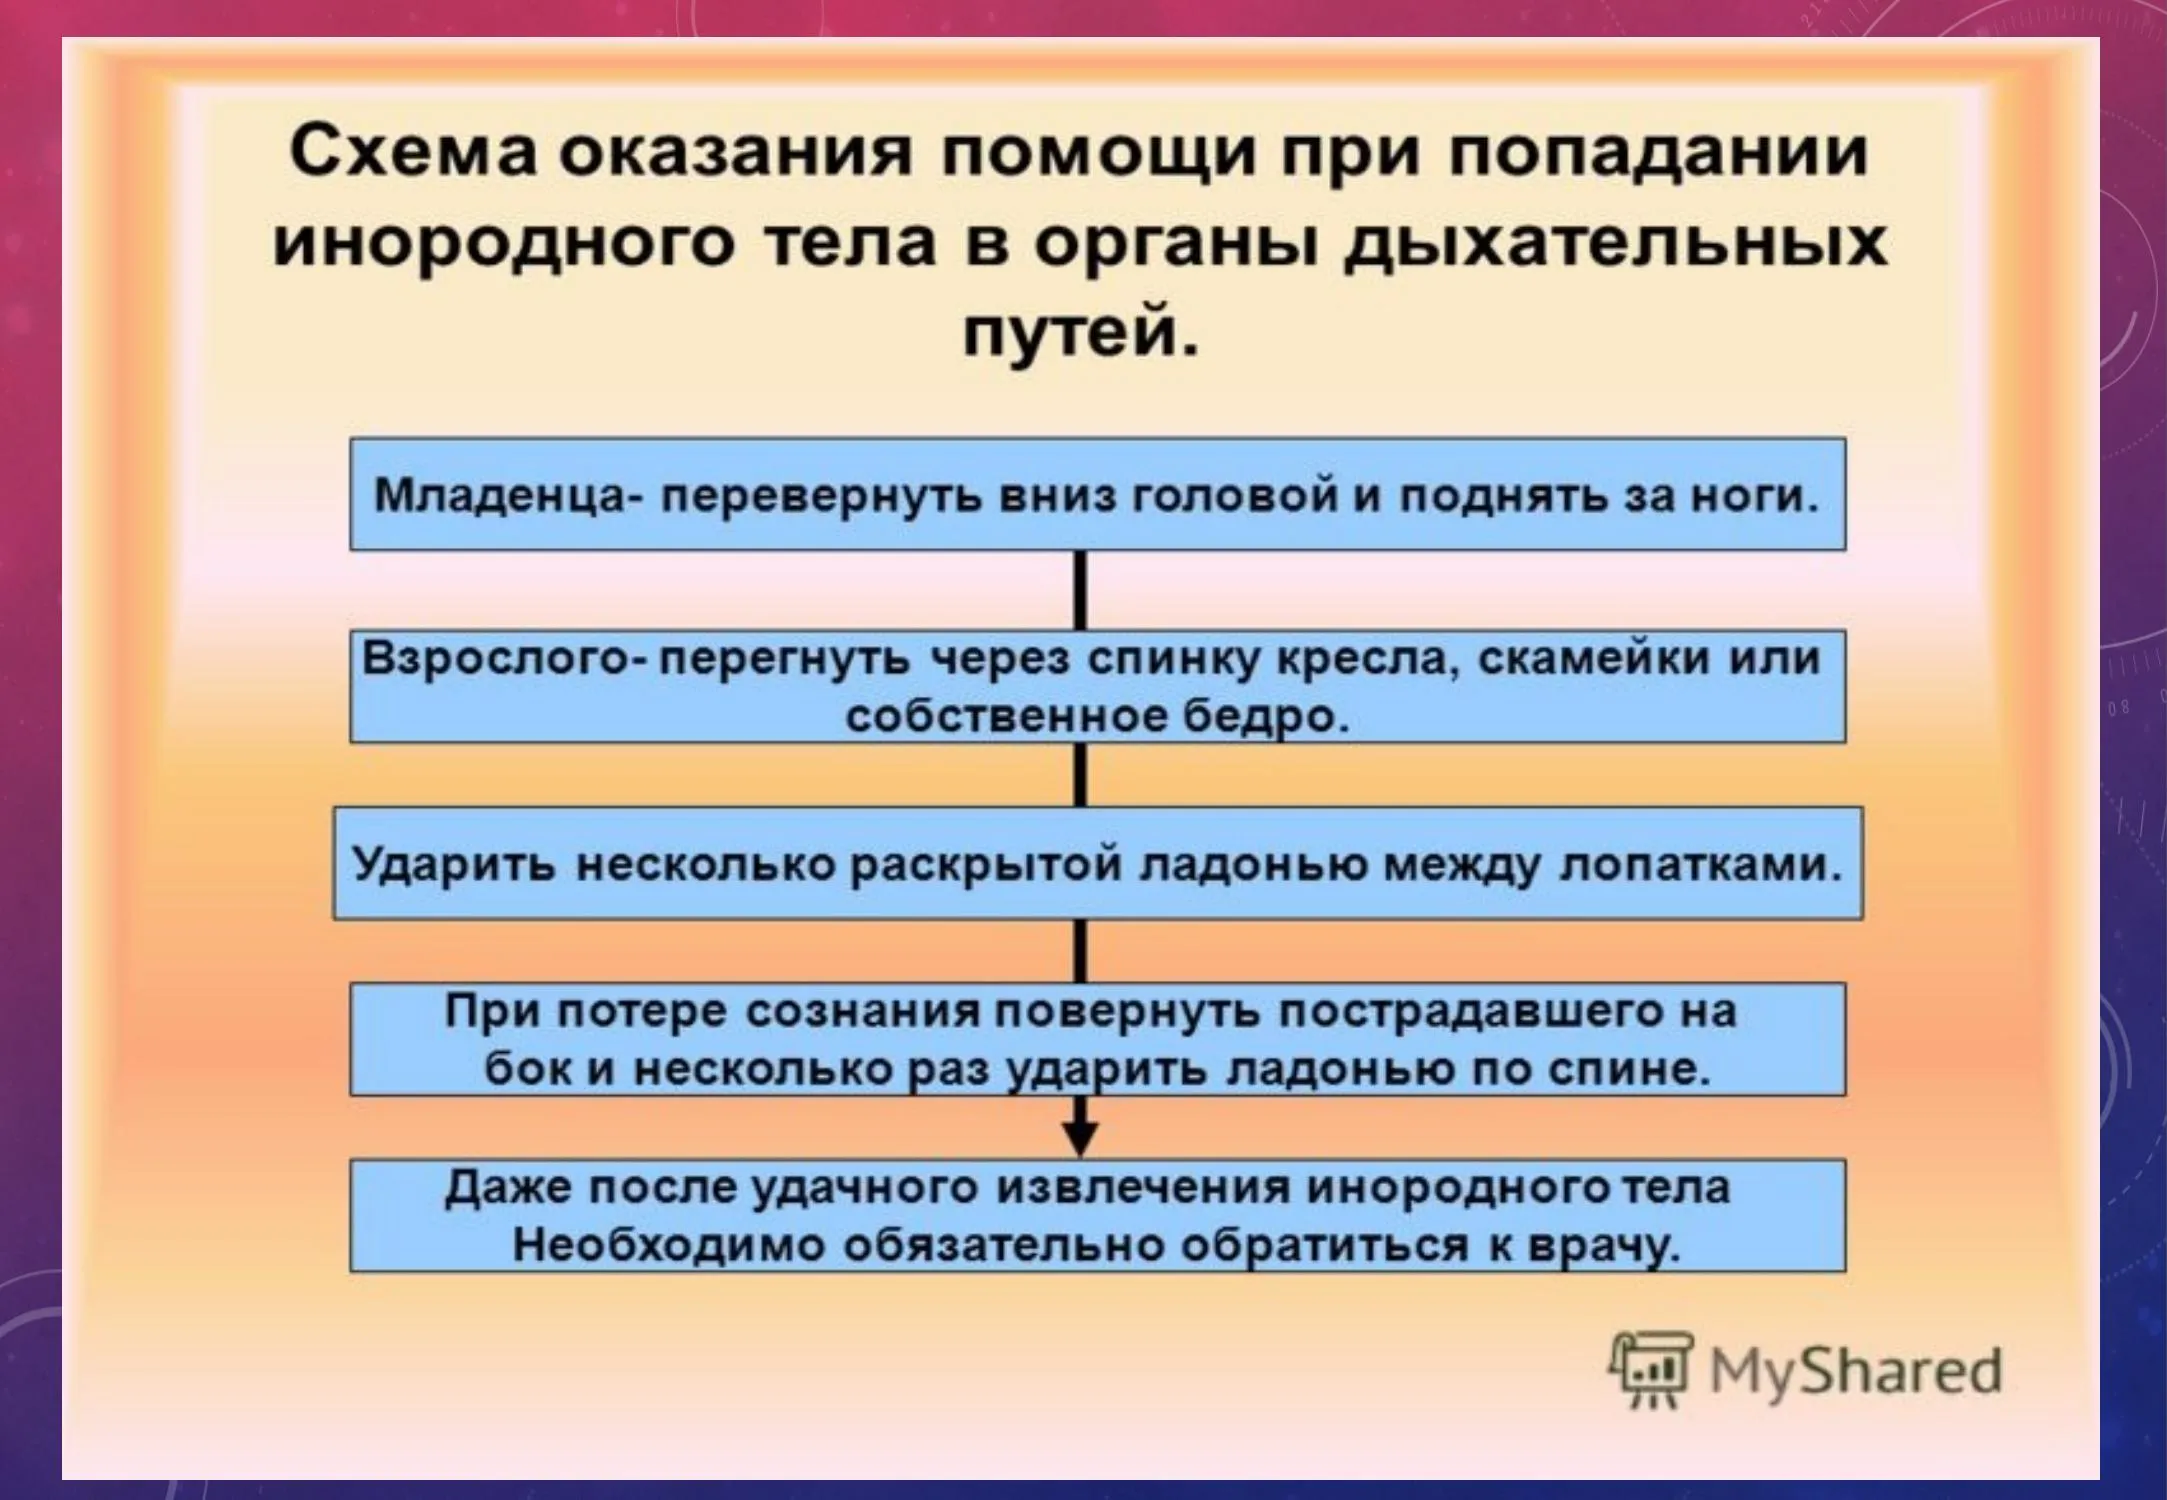 Схема оказания помощи при попадании
инородного тела в органы дыхательных
путей.
Младенца- перевернуть вниз головой и поднять за ноги.
Взрослого- перегнуть через спинку кресла, скамейки или
собственное бедро.
Ударить несколько раскрытой ладонью между лопатками.
При потере сознания повернуть пострадавшего на
бок и несколько раз ударить ладонью по спине.
Даже после удачного извлечения инородного тела
Необходимо обязательно обратиться к врачу.
MyShared